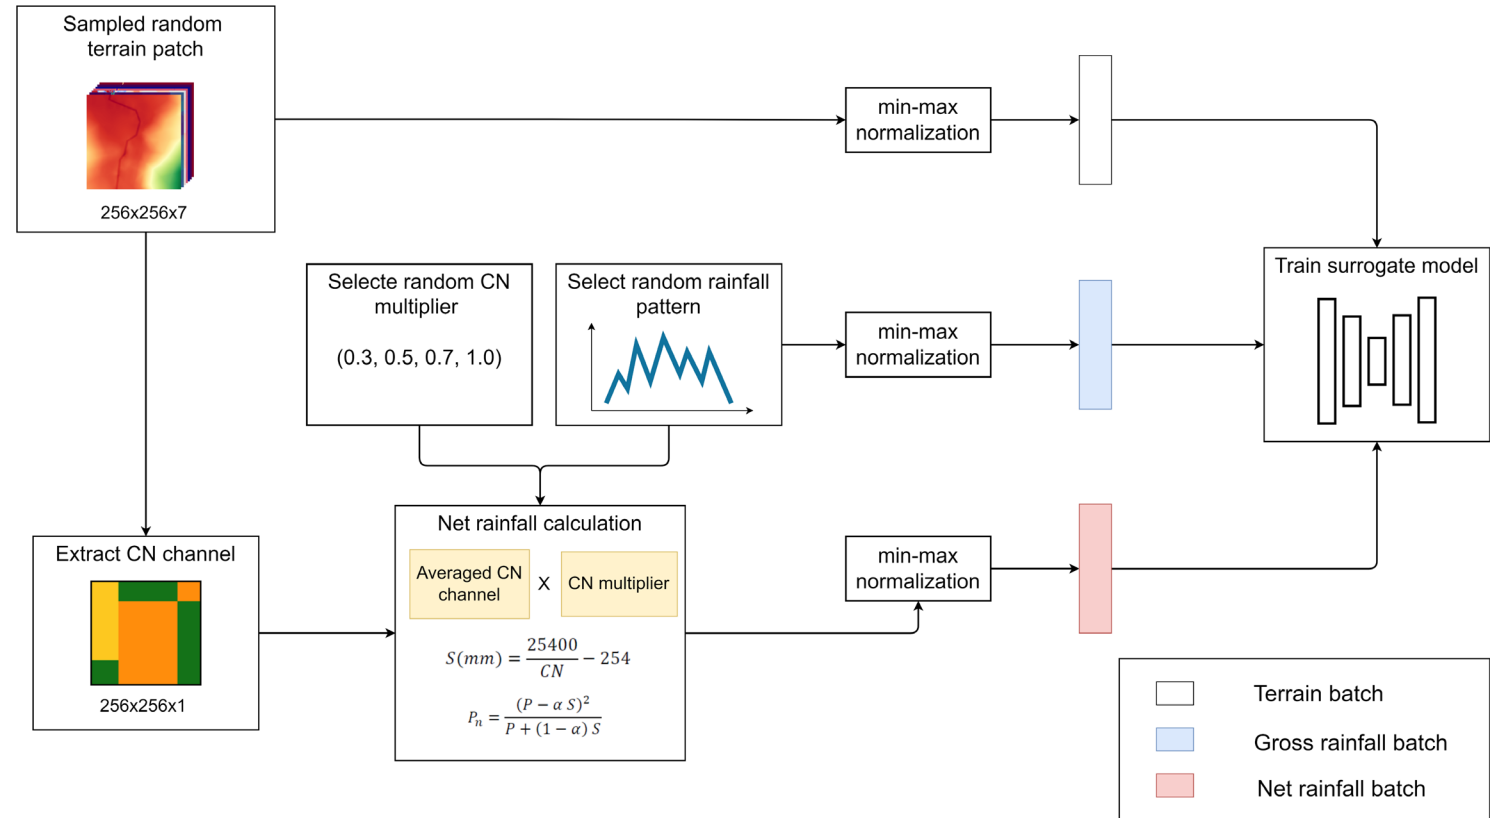 Sampled random
terrain patch
256x256x7
min-max
normalization
Selecte random CN
multiplier
(0.3, 0.5, 0.7, 1.0)
Select random rainfall
pattern
min-max
normalization
Train surrogate model
Extract CN channel
256x256x1
Net rainfall calculation
Averaged CN
channel
X
CN multiplier
S(mm) = 25400/CN − 254
P_n = (P − α S)²/P + (1 − α) S
min-max
normalization
Terrain batch
Gross rainfall batch
Net rainfall batch